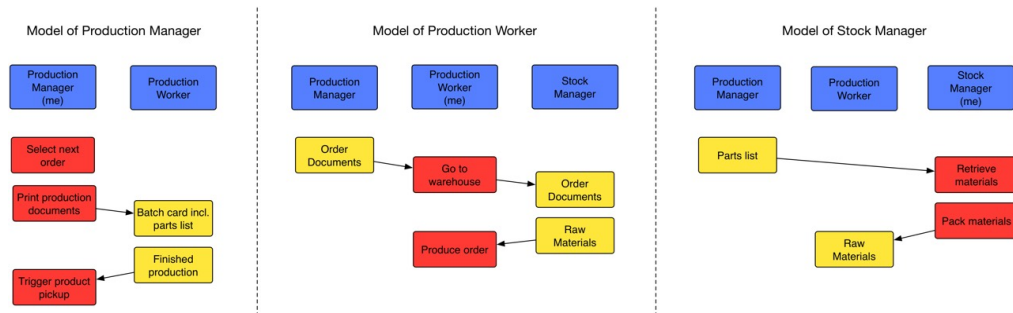 Model of Production Manager
Production
Manager
(me)
Production
Worker
Select next
order
Print production
documents
Batch card incl.
parts list
Finished
production
Trigger product
pickup
Model of Production Worker
Production
Manager
Production
Worker
(me)
Stock
Manager
Order
Documents
Go to
warehouse
Order
Documents
Raw
Materials
Produce order
Model of Stock Manager
Production
Manager
Production
Worker
Stock
Manager
(me)
Parts list
Retrieve
materials
Pack materials
Raw
Materials